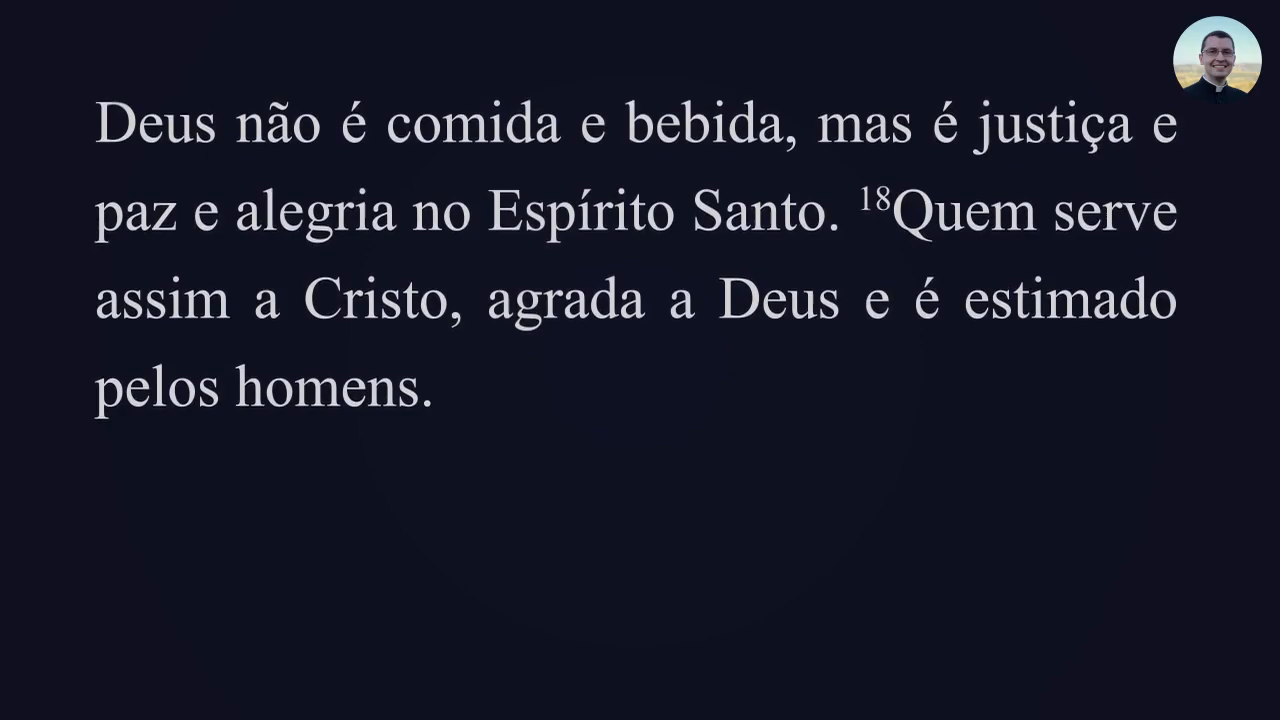 Deus não é comida e bebida, mas é justiça e
paz e alegria no Espírito Santo. ¹⁸Quem serve
assim a Cristo, agrada a Deus e é estimado
pelos homens.